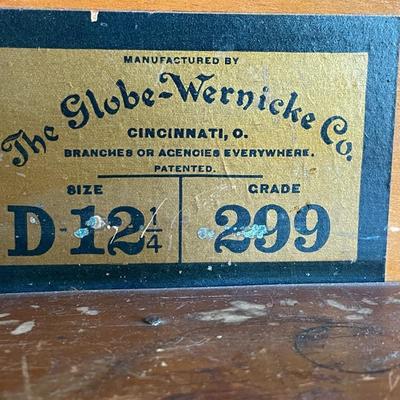 MANUFACTURED BY
The Globe-Wernicke Co.
CINCINNATI, O.
BRANCHES OR AGENCIES EVERYWHERE.
PATENTED.
SIZE GRADE
D-12 1/4 299